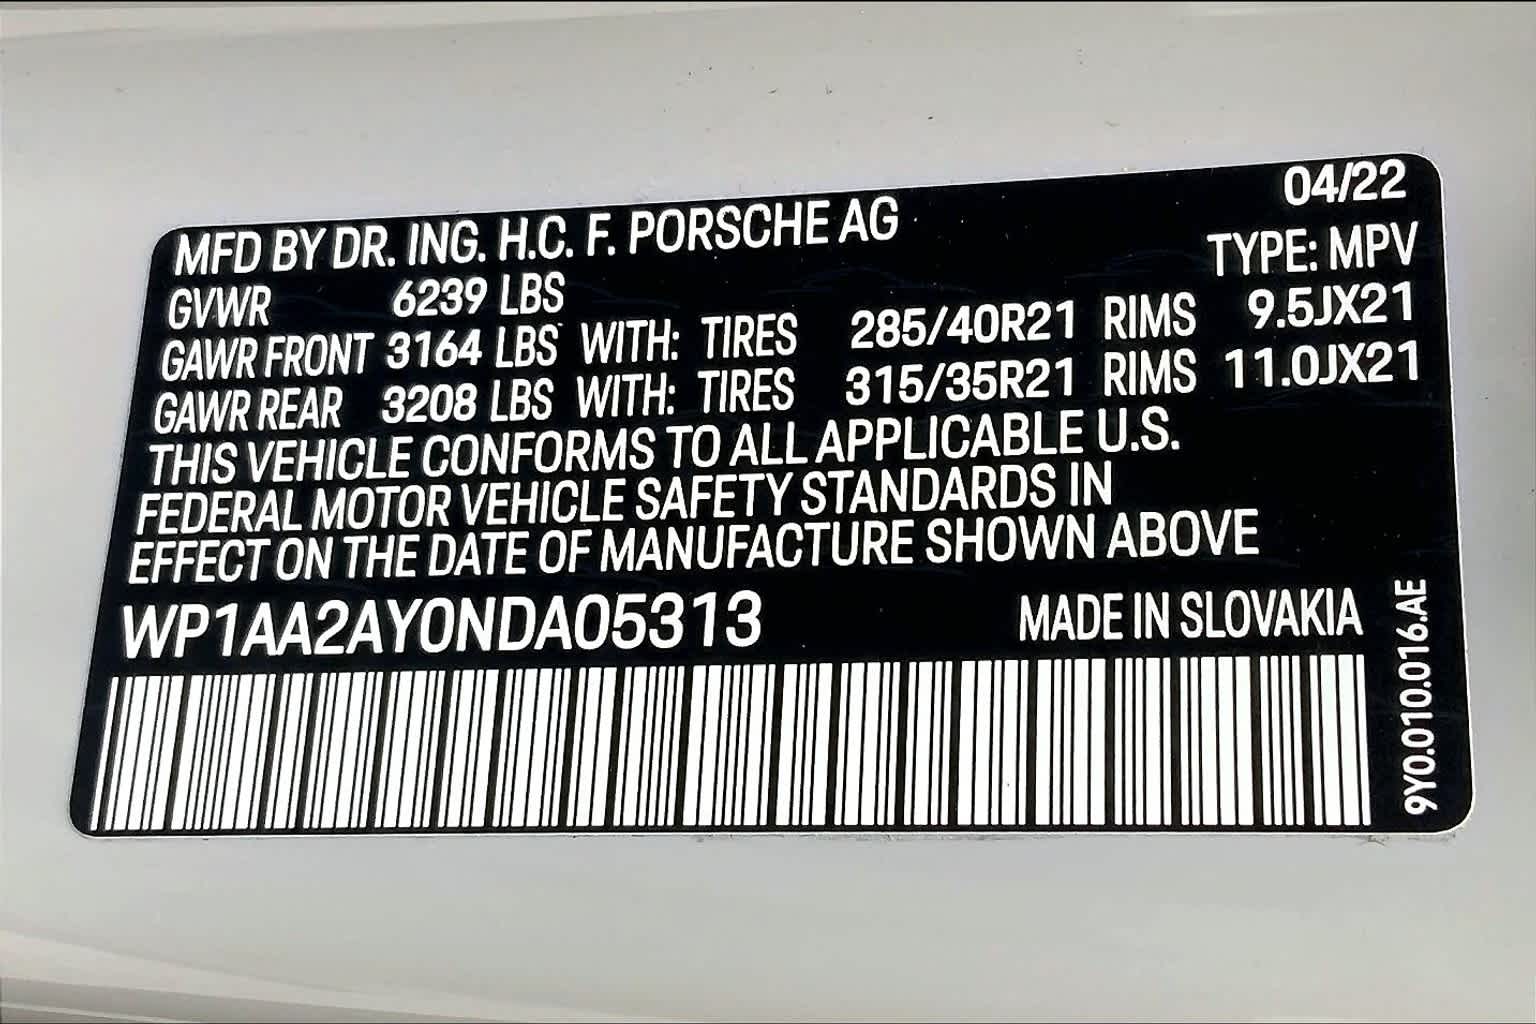 04/22
MFD BY DR. ING. H.C. F. PORSCHE AG
TYPE: MPV
GVWR 6239 LBS
GAWR FRONT 3164 LBS WITH: TIRES 285/40R21 RIMS 9.5JX21
GAWR REAR 3208 LBS WITH: TIRES 315/35R21 RIMS 11.0JX21
THIS VEHICLE CONFORMS TO ALL APPLICABLE U.S.
FEDERAL MOTOR VEHICLE SAFETY STANDARDS IN
EFFECT ON THE DATE OF MANUFACTURE SHOWN ABOVE
WP1AA2AY0NDA05313 MADE IN SLOVAKIA
9Y0.010.016.AE